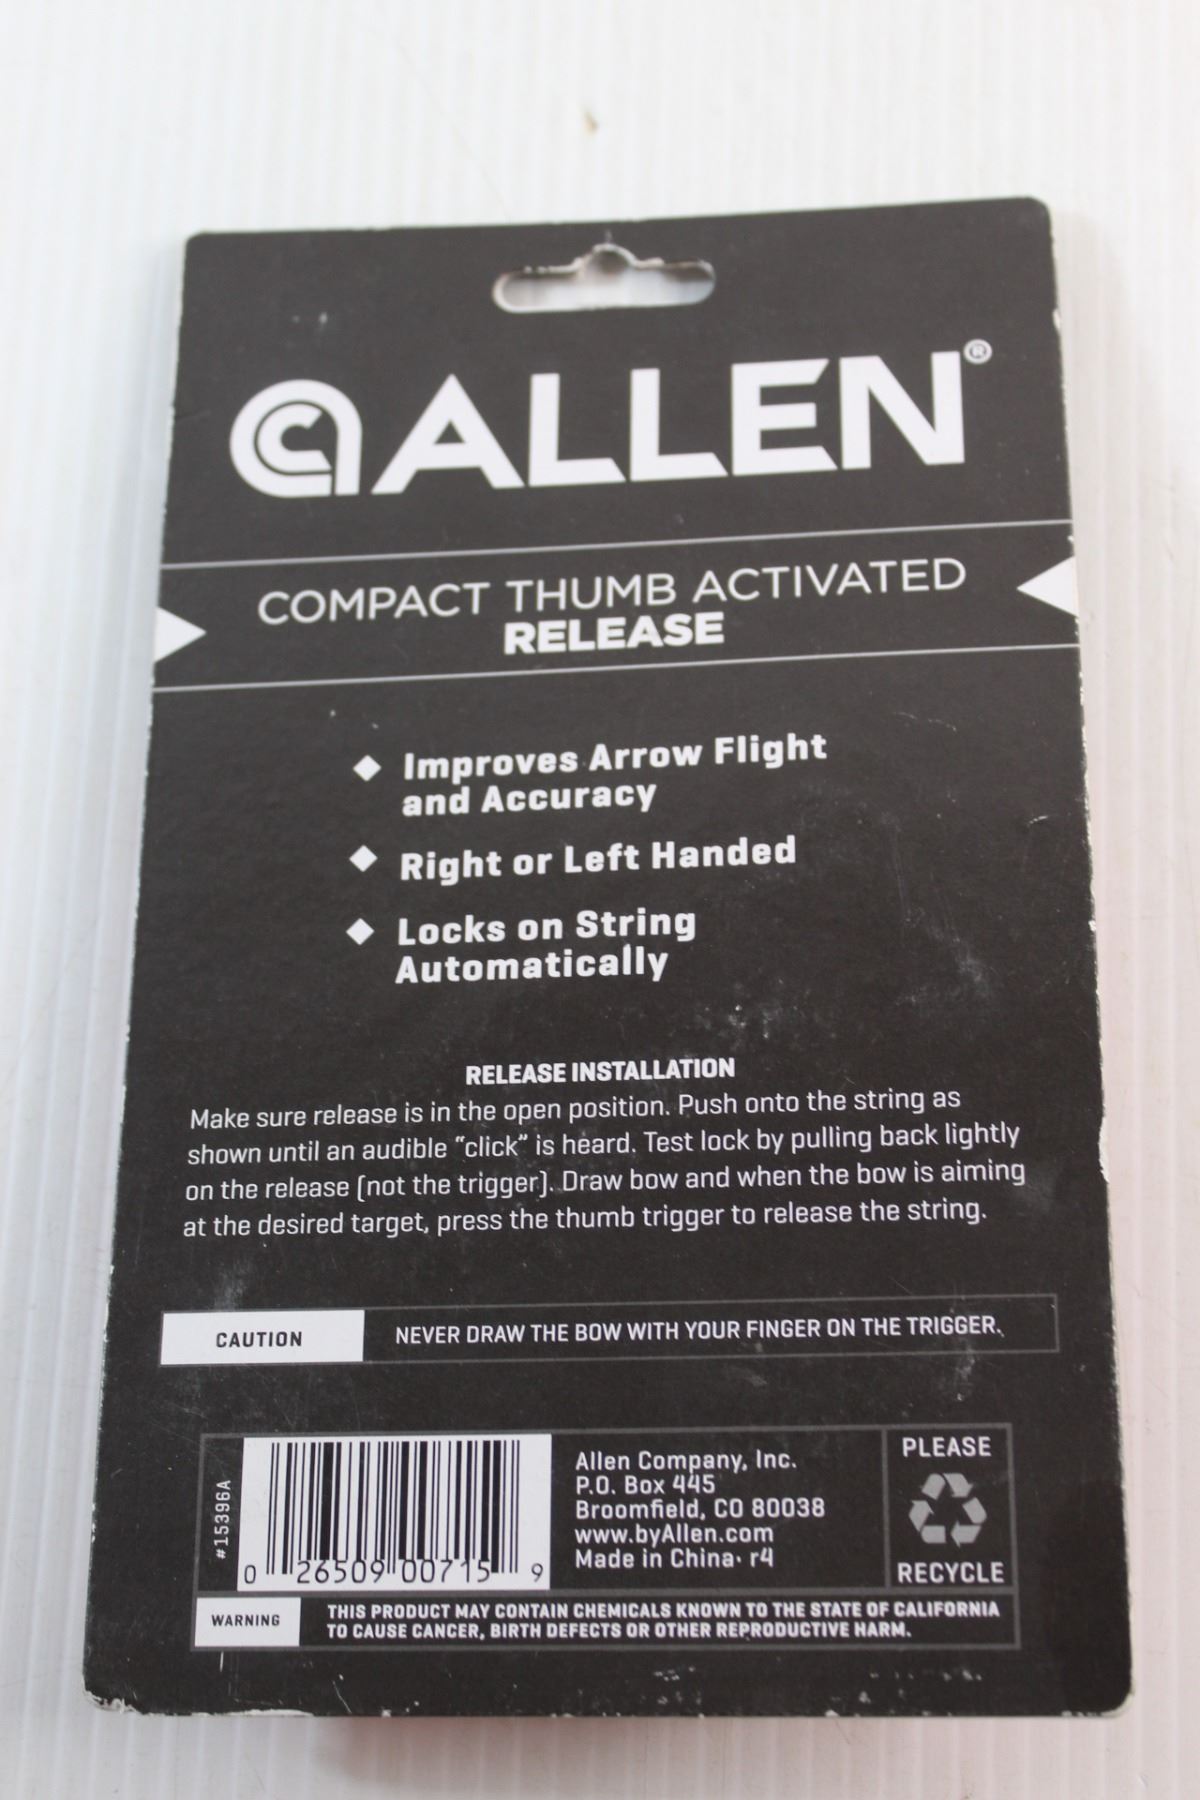 ALLEN®
COMPACT THUMB ACTIVATED
RELEASE
Improves Arrow Flight
and Accuracy
Right or Left Handed
Locks on String
Automatically
RELEASE INSTALLATION
Make sure release is in the open position. Push onto the string as
shown until an audible “click” is heard. Test lock by pulling back lightly
on the release (not the trigger). Draw bow and when the bow is aiming
at the desired target, press the thumb trigger to release the string.
CAUTION
NEVER DRAW THE BOW WITH YOUR FINGER ON THE TRIGGER.
#15396A
0 26509 00715 9
Allen Company, Inc.
P.O. Box 445
Broomfield, CO 80038
www.byAllen.com
Made in China• r4
PLEASE
RECYCLE
WARNING
THIS PRODUCT MAY CONTAIN CHEMICALS KNOWN TO THE STATE OF CALIFORNIA
TO CAUSE CANCER, BIRTH DEFECTS OR OTHER REPRODUCTIVE HARM.